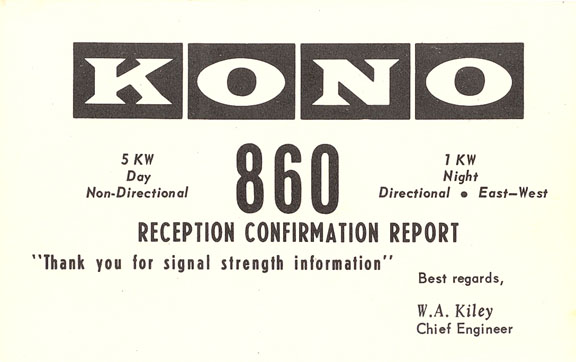 KONO
5 KW
Day
Non-Directional
860
1 KW
Night
Directional • East–West
RECEPTION CONFIRMATION REPORT
"Thank you for signal strength information"
Best regards,
W.A. Kiley
Chief Engineer